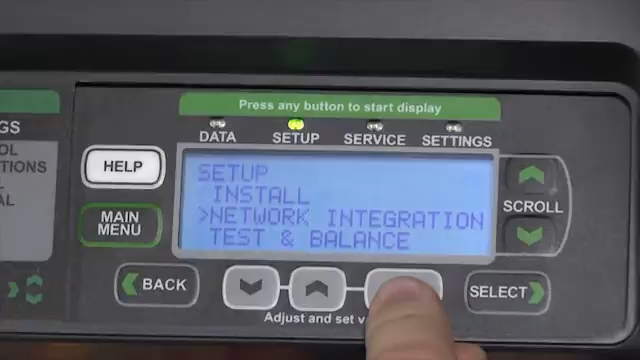 Press any button to start display
DATA SETUP SERVICE SETTINGS
HELP
MAIN
MENU
SETUP
INSTALL
>NETWORK INTEGRATION
TEST & BALANCE
SCROLL
BACK
SELECT
Adjust and set